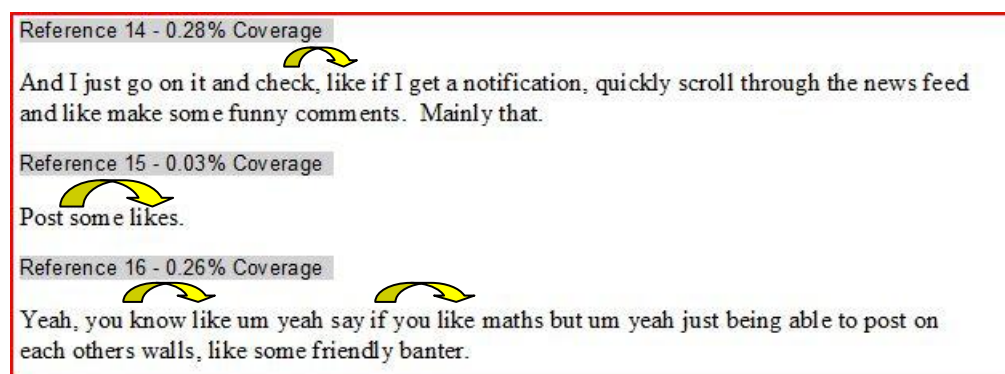 Reference 14 - 0.28% Coverage
And I just go on it and check, like if I get a notification, quickly scroll through the news feed
and like make some funny comments.  Mainly that.
Reference 15 - 0.03% Coverage
Post some likes.
Reference 16 - 0.26% Coverage
Yeah, you know like um yeah say if you like maths but um yeah just being able to post on
each others walls, like some friendly banter.